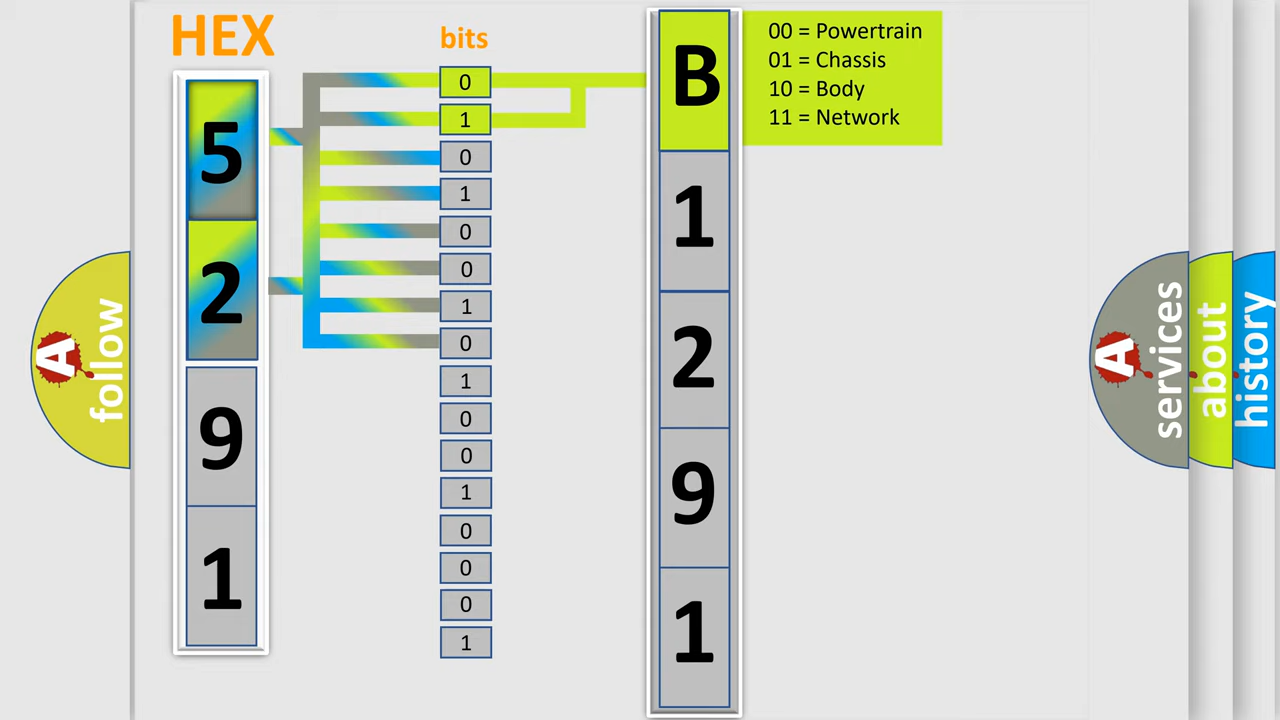 HEX
bits
5
2
9
1
0
1
0
1
0
0
1
0
1
0
0
1
0
0
0
1
B
1
2
9
1
00 = Powertrain
01 = Chassis
10 = Body
11 = Network
A
follow
A
services
about
history